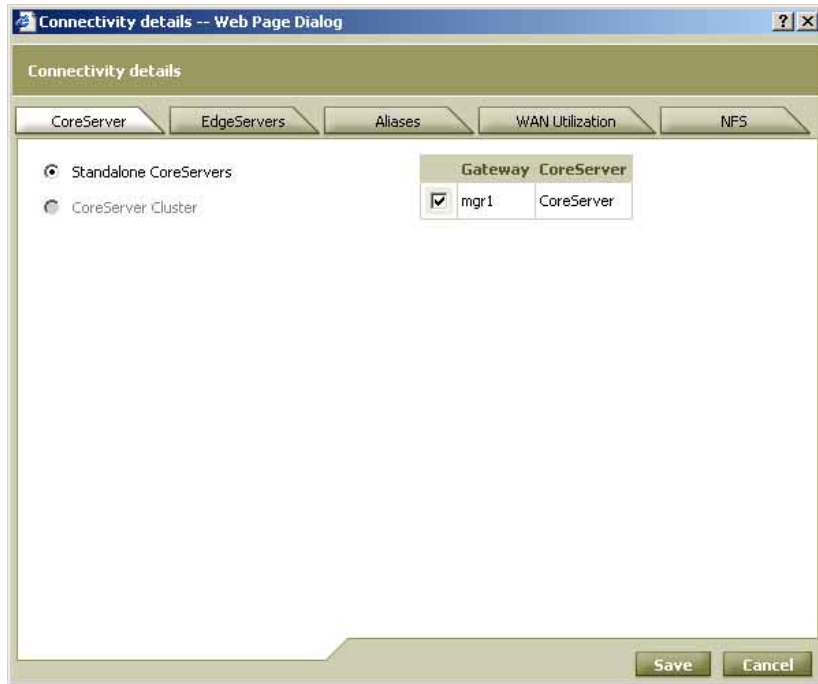 Connectivity details -- Web Page Dialog
Connectivity details
CoreServer EdgeServers Aliases WAN Utilization NFS
Standalone CoreServers
CoreServer Cluster
Gateway CoreServer
mgr1 CoreServer
Save Cancel